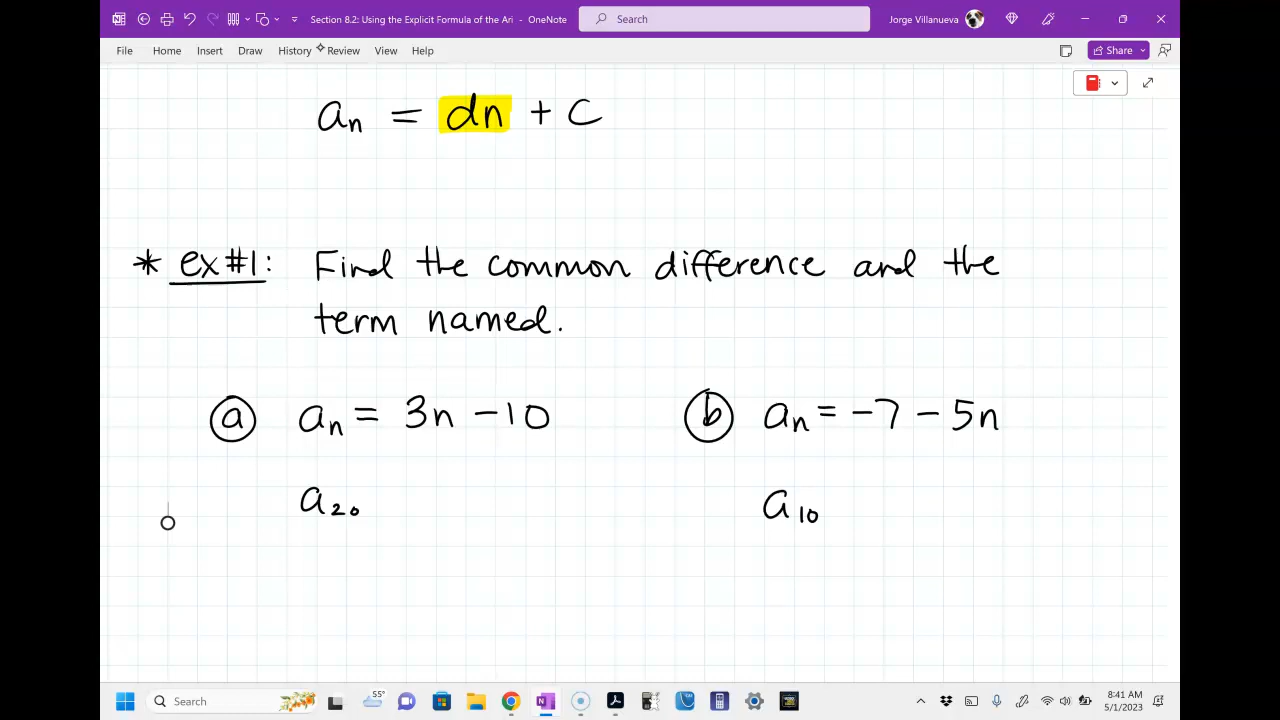 Section 8.2: Using the Explicit Formula of the Ari - OneNote
Search
Jorge Villanueva
File Home Insert Draw History Review View Help
Share
aₙ = dn + c
* ex#1: Find the common difference and the
term named.
ⓐ aₙ = 3n - 10
ⓑ aₙ = -7 - 5n
a₂₀
a₁₀
Search
55°
8:41 AM
5/1/2023